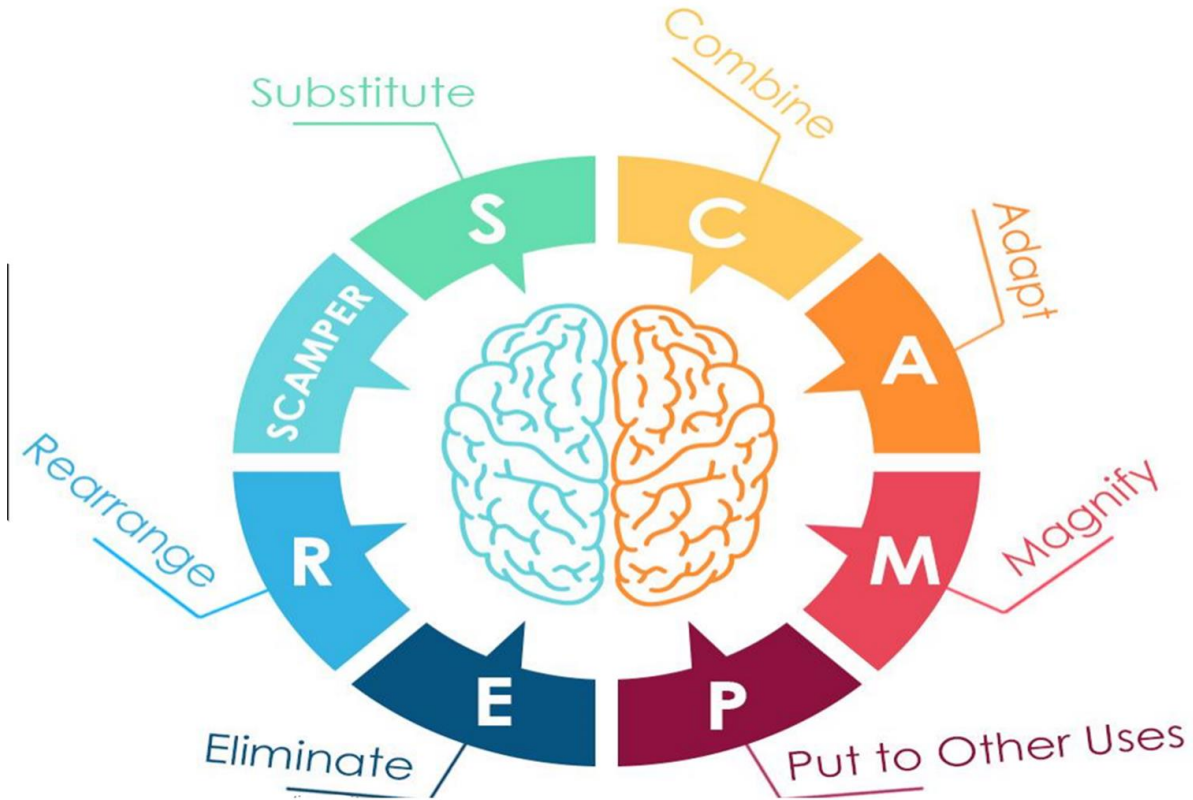 Substitute
S
Combine
C
Adapt
A
Magnify
M
Put to Other Uses
P
Eliminate
E
Rearrange
R
SCAMPER